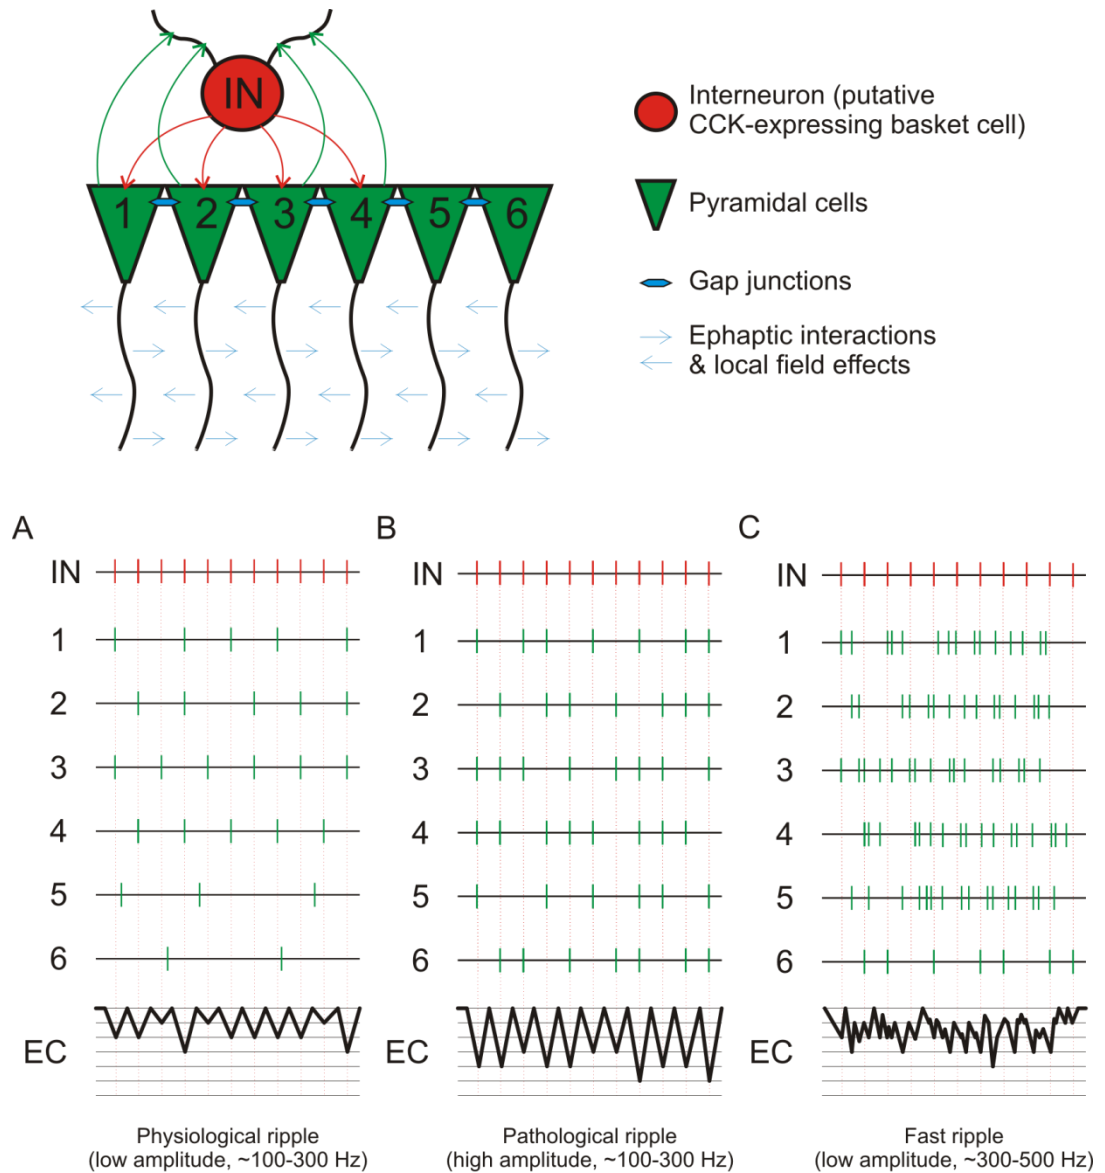 IN
Interneuron (putative
CCK-expressing basket cell)
1 2 3 4 5 6
Pyramidal cells
Gap junctions
Ephaptic interactions
& local field effects
A
IN
1
2
3
4
5
6
EC
Physiological ripple
(low amplitude, ~100-300 Hz)
B
IN
1
2
3
4
5
6
EC
Pathological ripple
(high amplitude, ~100-300 Hz)
C
IN
1
2
3
4
5
6
EC
Fast ripple
(low amplitude, ~300-500 Hz)